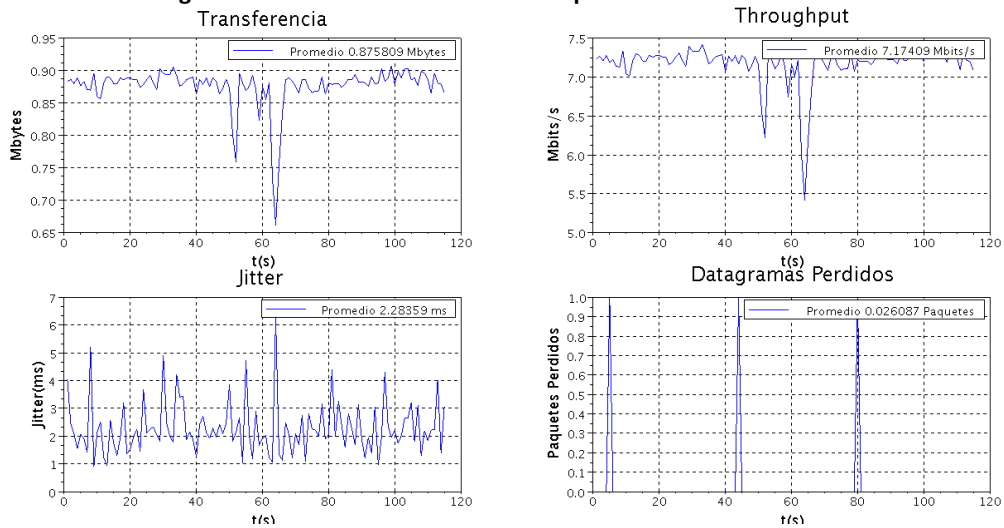 Transferencia
Promedio 0.875809 Mbytes
Mbytes
0.95
0.90
0.85
0.80
0.75
0.70
0.65
0 20 40 60 80 100 120
t(s)
Throughput
Promedio 7.17409 Mbits/s
Mbits/s
7.5
7.0
6.5
6.0
5.5
5.0
0 20 40 60 80 100 120
t(s)
Jitter
Promedio 2.28359 ms
Jitter(ms)
7
6
5
4
3
2
1
0
0 20 40 60 80 100 120
t(s)
Datagramas Perdidos
Promedio 0.026087 Paquetes
Paquetes Perdidos
1.0
0.9
0.8
0.7
0.6
0.5
0.4
0.3
0.2
0.1
0.0
0 20 40 60 80 100 120
t(s)